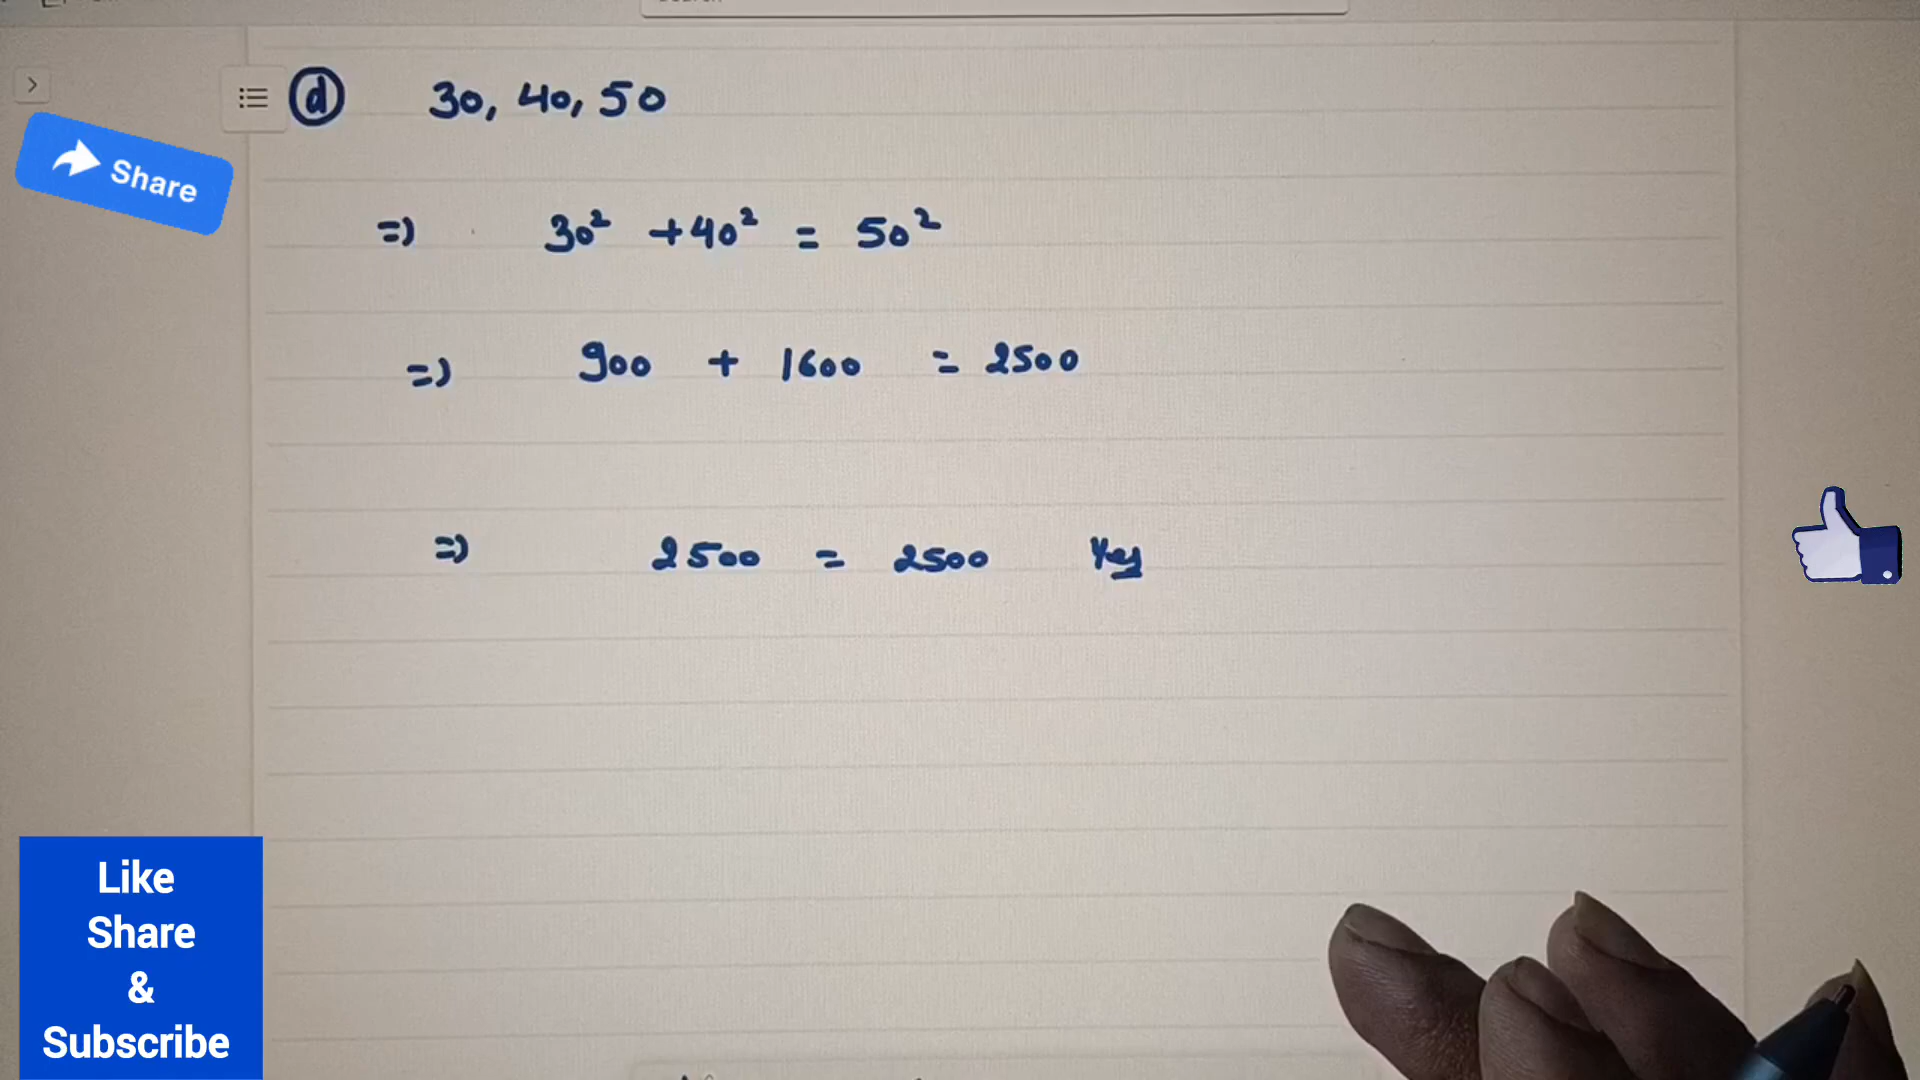 ⓓ 30, 40, 50
Share
=) 30² + 40² = 50²
=) 900 + 1600 = 2500
=) 2500 = 2500 Yes
Like
Share
&
Subscribe